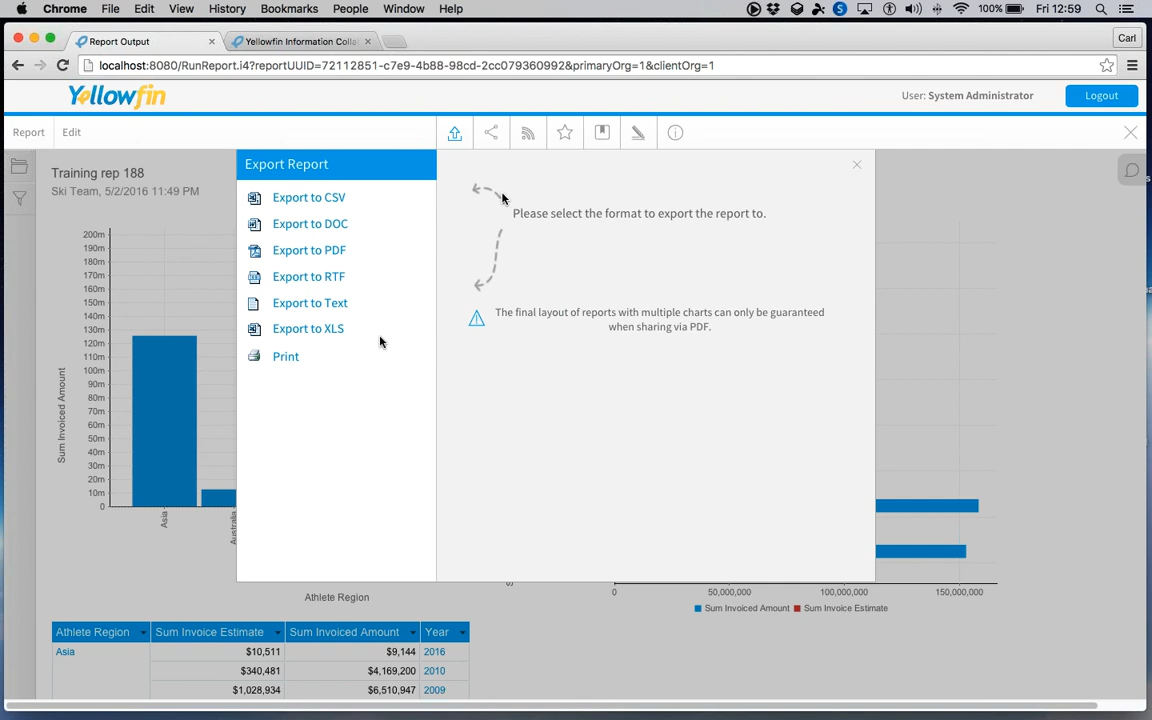 Chrome File Edit View History Bookmarks People Window Help 100% Fri 12:59
Report Output Yellowfin Information Colla Carl
localhost:8080/RunReport.i4?reportUUID=72112851-c7e9-4b88-98cd-2cc079360992&primaryOrg=1&clientOrg=1
Yellowfin User: System Administrator Logout
Report Edit
Export Report
Training rep 188
Ski Team, 5/2/2016 11:49 PM
Export to CSV
Export to DOC
Export to PDF
Export to RTF
Export to Text
Export to XLS
Print
Please select the format to export the report to.
The final layout of reports with multiple charts can only be guaranteed
when sharing via PDF.
200m
190m
180m
170m
160m
150m
140m
130m
120m
110m
100m
90m
80m
70m
60m
50m
40m
30m
20m
10m
0
Sum Invoiced Amount
Asia
Australia
Athlete Region
0 50,000,000 100,000,000 150,000,000
Sum Invoiced Amount Sum Invoice Estimate
Athlete Region Sum Invoice Estimate Sum Invoiced Amount Year
Asia $10,511 $9,144 2016
$340,481 $4,169,200 2010
$1,028,934 $6,510,947 2009